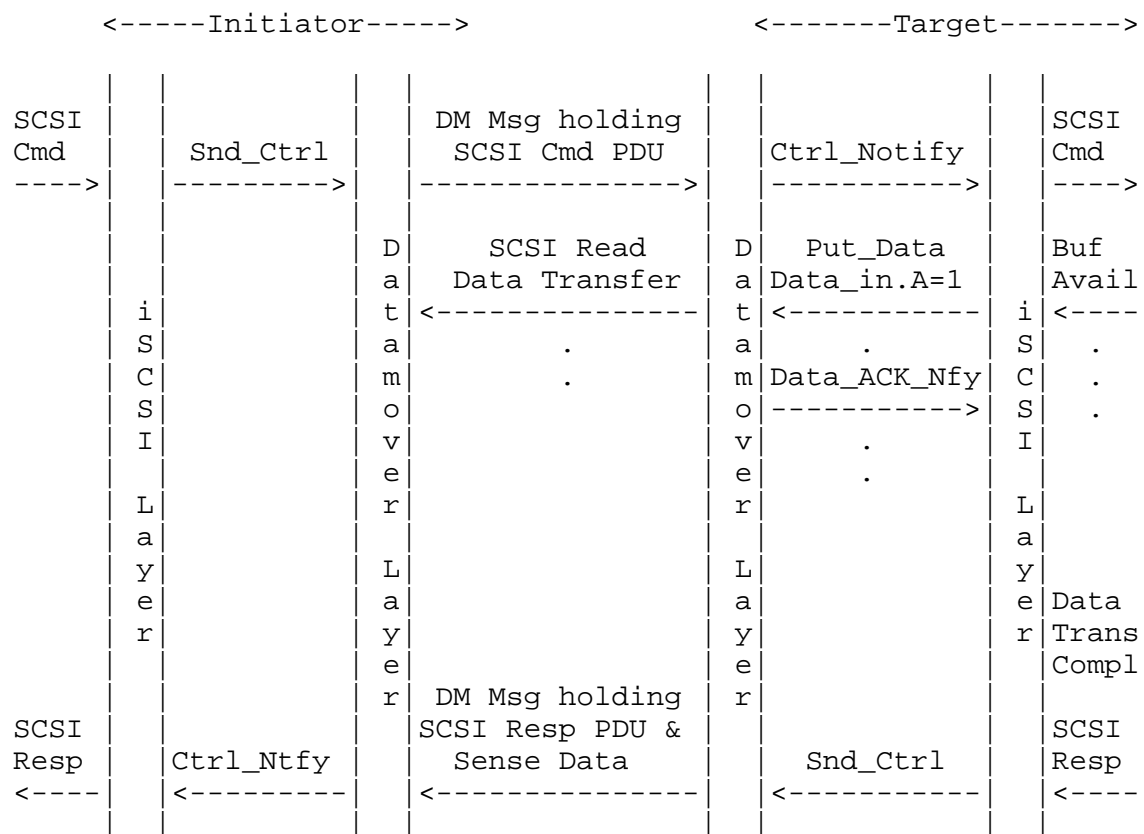 <-----Initiator----->                 <-------Target------->
SCSI DM Msg holding SCSI
Cmd Snd_Ctrl SCSI Cmd PDU Ctrl_Notify Cmd
----> ---------> ---------------> -----------> ---->
D SCSI Read D Put_Data Buf
a Data Transfer a Data_in.A=1 Avail
i t <--------------- t <----------- i <----
S a . a . S .
C m . m Data_ACK_Nfy C .
S o o -----------> S .
I v v . I
e e .
L r r L
a a
y L L y
e a a e Data
r y y r Trans
e e Compl
r DM Msg holding r
SCSI SCSI Resp PDU & SCSI
Resp Ctrl_Ntfy Sense Data Snd_Ctrl Resp
<---- <--------- <--------------- <----------- <----